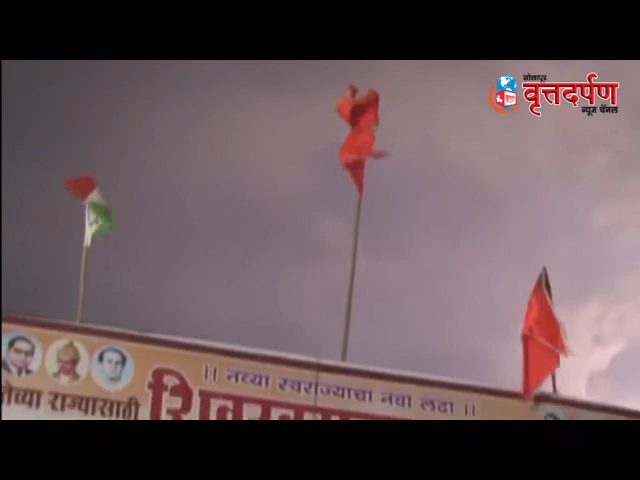 सोलापूर
वृत्तदर्पण
न्यूज चॅनल
।। नव्या स्वराज्याचा नवा लढा ।।
राज्यासाठी